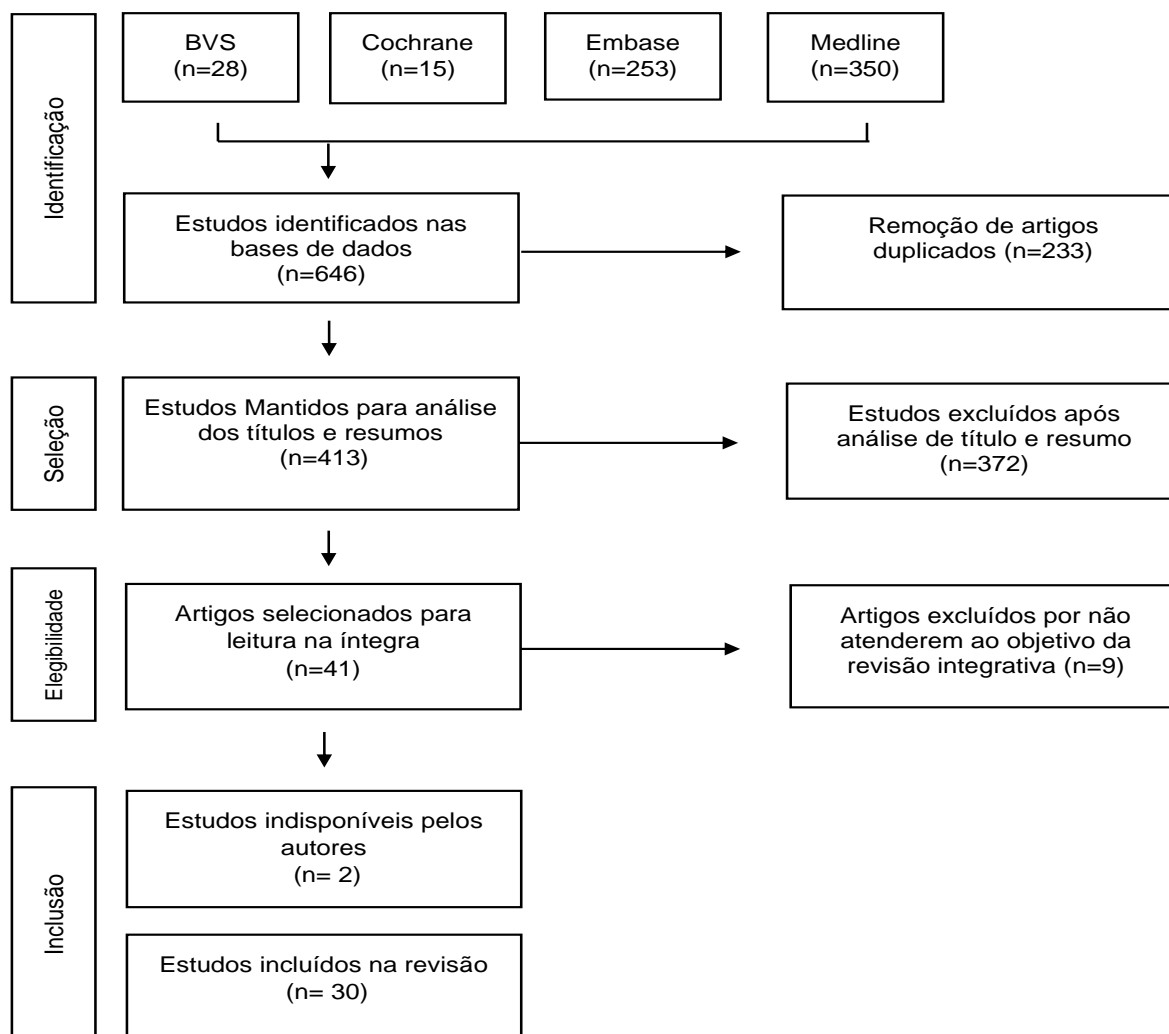 Identificação
BVS
(n=28)
Cochrane
(n=15)
Embase
(n=253)
Medline
(n=350)
Estudos identificados nas
bases de dados
(n=646)
Remoção de artigos
duplicados (n=233)
Seleção
Estudos Mantidos para análise
dos títulos e resumos
(n=413)
Estudos excluídos após
análise de título e resumo
(n=372)
Elegibilidade
Artigos selecionados para
leitura na íntegra
(n=41)
Artigos excluídos por não
atenderem ao objetivo da
revisão integrativa (n=9)
Inclusão
Estudos indisponíveis pelos
autores
(n= 2)
Estudos incluídos na revisão
(n= 30)